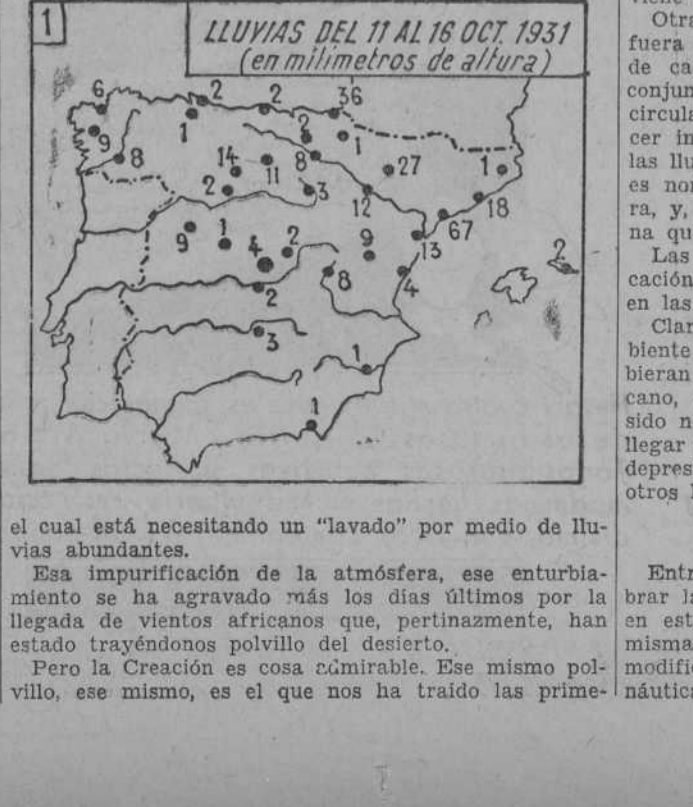 1
LLUVIAS DEL 11 AL 16 OCT. 1931
(en milímetros de altura)
6 2 2 36
9 1 2 1
8 14 11 8 27 1
2 3 12 18
9 1 4 2 9 13 67 2
2 8 4
3
1
1
el cual está necesitando un "lavado" por medio de llu-
vias abundantes.
Esa impurificación de la atmósfera, ese enturbia-
miento se ha agravado más los días últimos por la
llegada de vientos africanos que, pertinazmente, han
estado trayéndonos polvillo del desierto.
Pero la Creación es cosa admirable. Ese mismo pol-
villo, ese mismo, es el que nos ha traído las prime-
Otra
fuera
de ca
conjun
circula
cer in
las llu
es nor
ra, y,
na qu
Las
cación
en las
Clar
biente
bieran
cano,
sido n
llegar
depres
otros
Entr
brar la
en est
misma
modifi
náutica